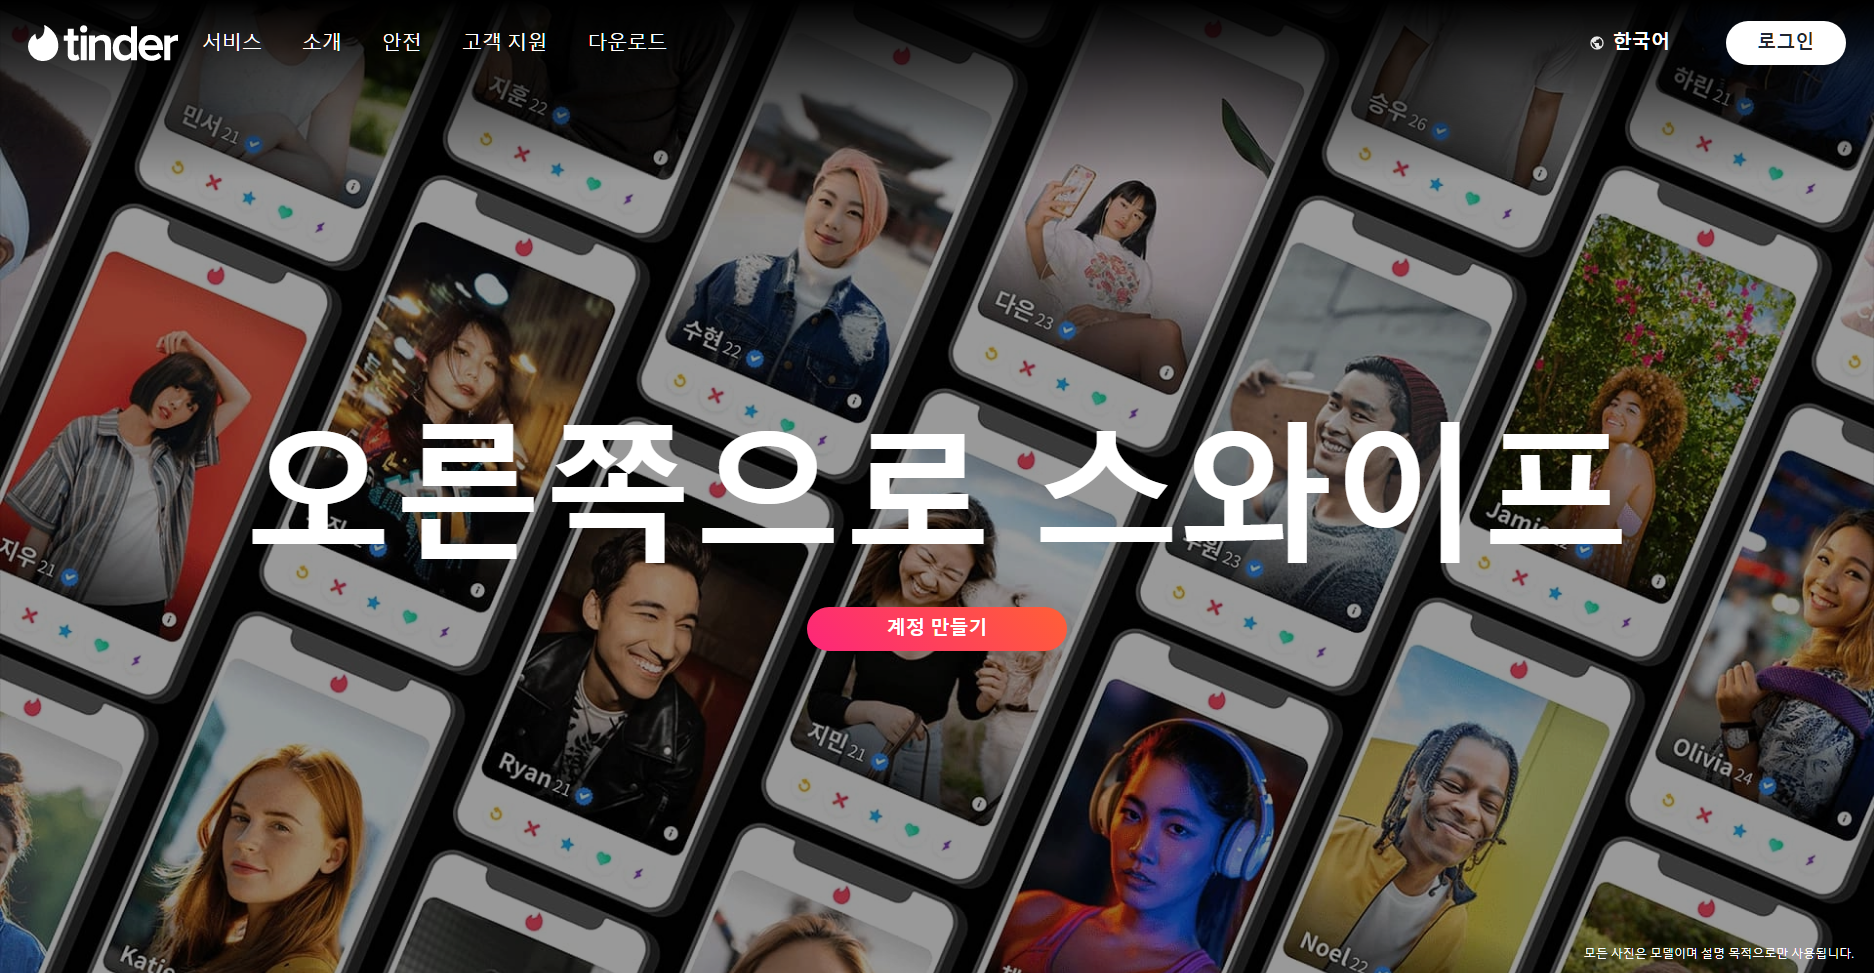 tinder
서비스
소개
안전
고객 지원
다운로드
한국어
로그인
민서 21
지훈 22
승우 26
하린 21
수현 22
다은 23
지우 21
오른쪽으로 스와이프
23
Jamie
계정 만들기
Ryan 21
지민 21
Olivia 24
Katie
Noel 22
모든 사진은 모델이며 설명 목적으로만 사용됩니다.